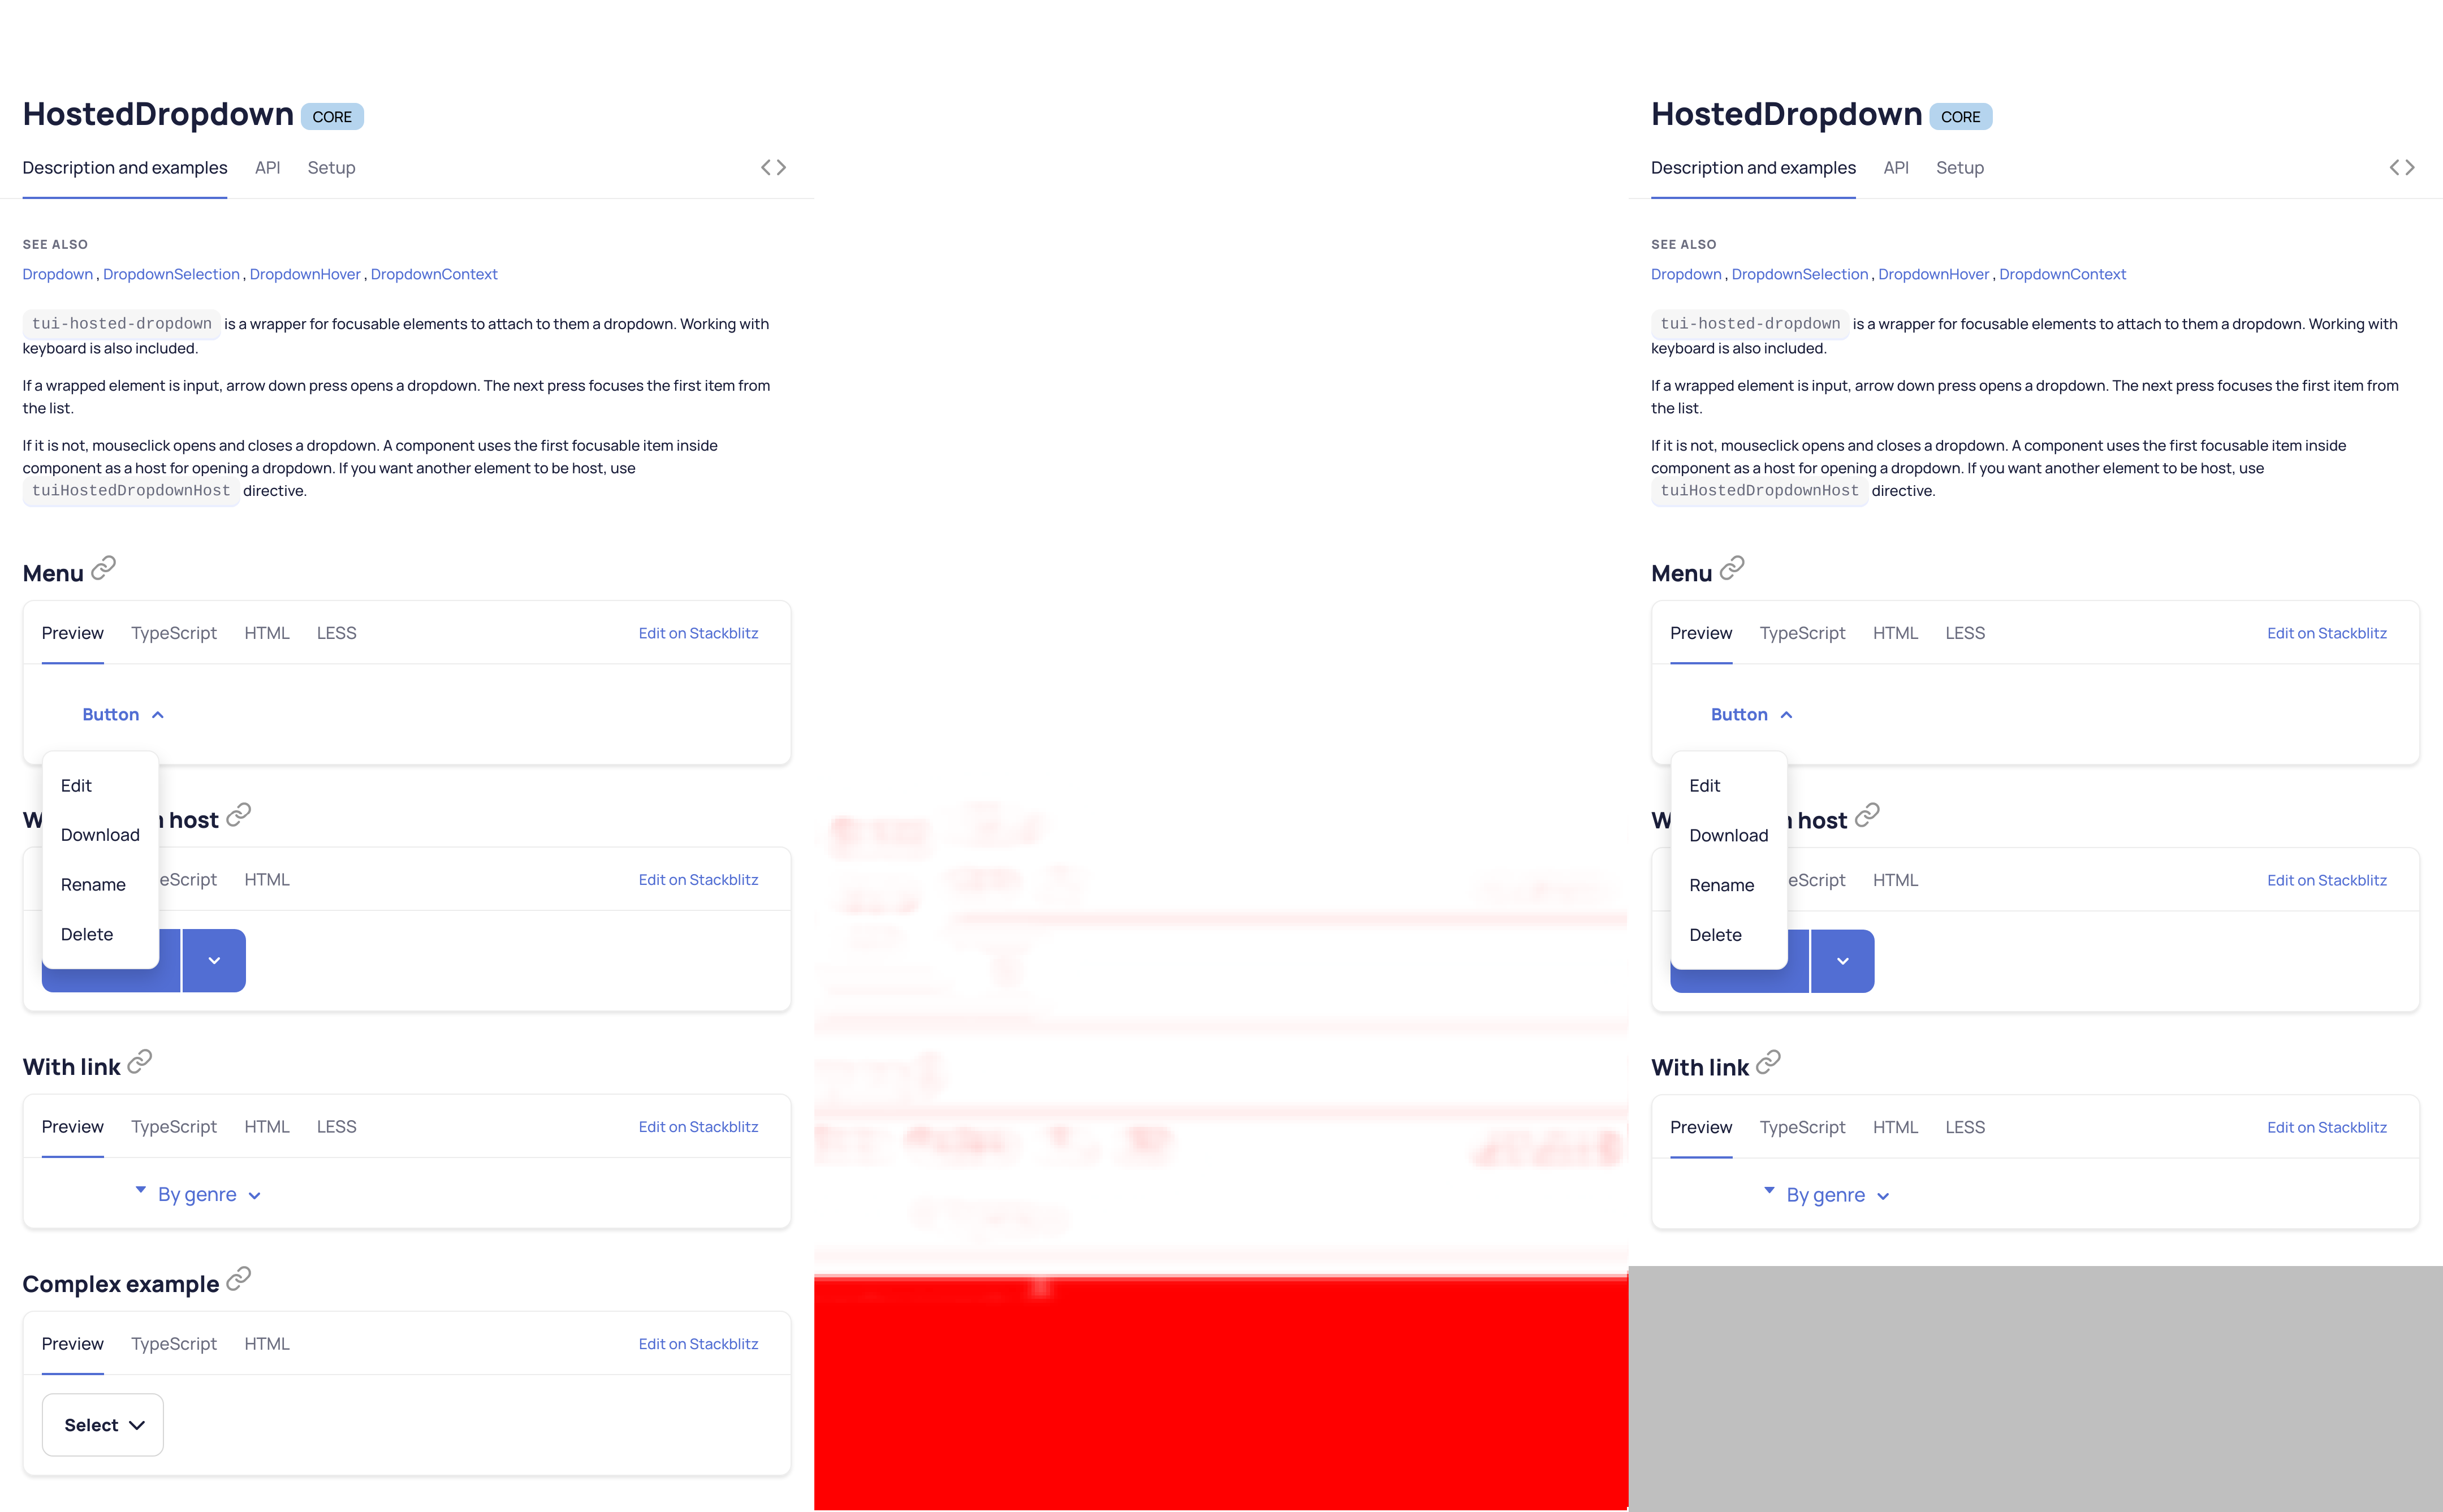 HostedDropdown CORE
Description and examples API Setup
SEE ALSO
Dropdown , DropdownSelection , DropdownHover , DropdownContext
tui-hosted-dropdown is a wrapper for focusable elements to attach to them a dropdown. Working with
keyboard is also included.
If a wrapped element is input, arrow down press opens a dropdown. The next press focuses the first item from
the list.
If it is not, mouseclick opens and closes a dropdown. A component uses the first focusable item inside
component as a host for opening a dropdown. If you want another element to be host, use
tuiHostedDropdownHost directive.
Menu
Preview TypeScript HTML LESS Edit on Stackblitz
Button
Edit
host
Download
Rename
HTML Edit on Stackblitz
Delete
With link
Preview TypeScript HTML LESS Edit on Stackblitz
By genre
Complex example
Preview TypeScript HTML Edit on Stackblitz
Select
HostedDropdown CORE
Description and examples API Setup
SEE ALSO
Dropdown , DropdownSelection , DropdownHover , DropdownContext
tui-hosted-dropdown is a wrapper for focusable elements to attach to them a dropdown. Working with
keyboard is also included.
If a wrapped element is input, arrow down press opens a dropdown. The next press focuses the first item from
the list.
If it is not, mouseclick opens and closes a dropdown. A component uses the first focusable item inside
component as a host for opening a dropdown. If you want another element to be host, use
tuiHostedDropdownHost directive.
Menu
Preview TypeScript HTML LESS Edit on Stackblitz
Button
Edit
host
Download
Rename
HTML Edit on Stackblitz
Delete
With link
Preview TypeScript HTML LESS Edit on Stackblitz
By genre